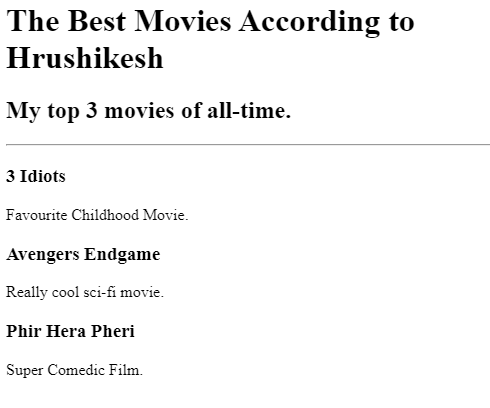 The Best Movies According to
Hrushikesh
My top 3 movies of all-time.
3 Idiots
Favourite Childhood Movie.
Avengers Endgame
Really cool sci-fi movie.
Phir Hera Pheri
Super Comedic Film.